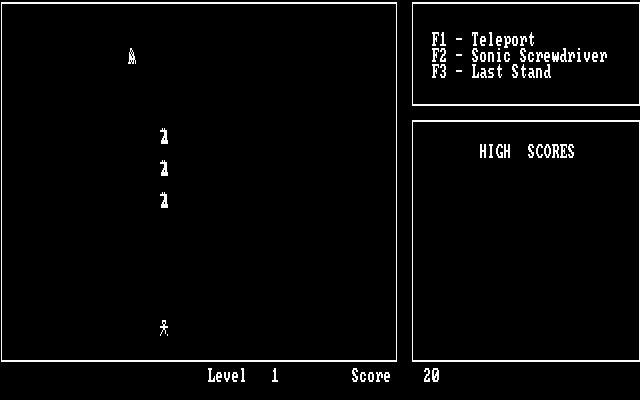 F1 - Teleport
F2 - Sonic Screwdriver
F3 - Last Stand
HIGH SCORES
Level 1 Score 20